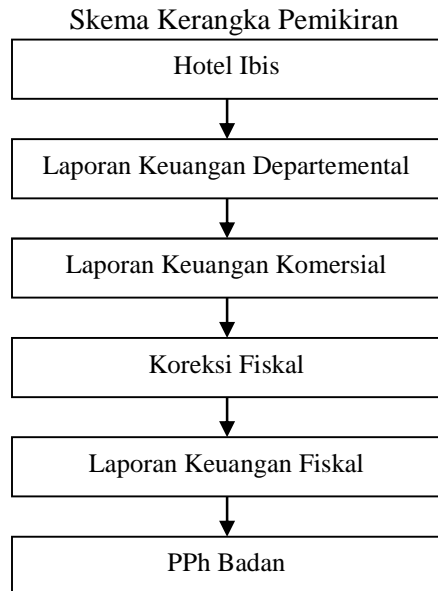 Skema Kerangka Pemikiran
Hotel Ibis
Laporan Keuangan Departemental
Laporan Keuangan Komersial
Koreksi Fiskal
Laporan Keuangan Fiskal
PPh Badan